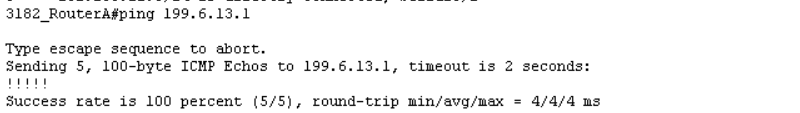 3182_RouterA#ping 199.6.13.1
Type escape sequence to abort.
Sending 5, 100-byte ICMP Echos to 199.6.13.1, timeout is 2 seconds:
!!!!!
Success rate is 100 percent (5/5), round-trip min/avg/max = 4/4/4 ms